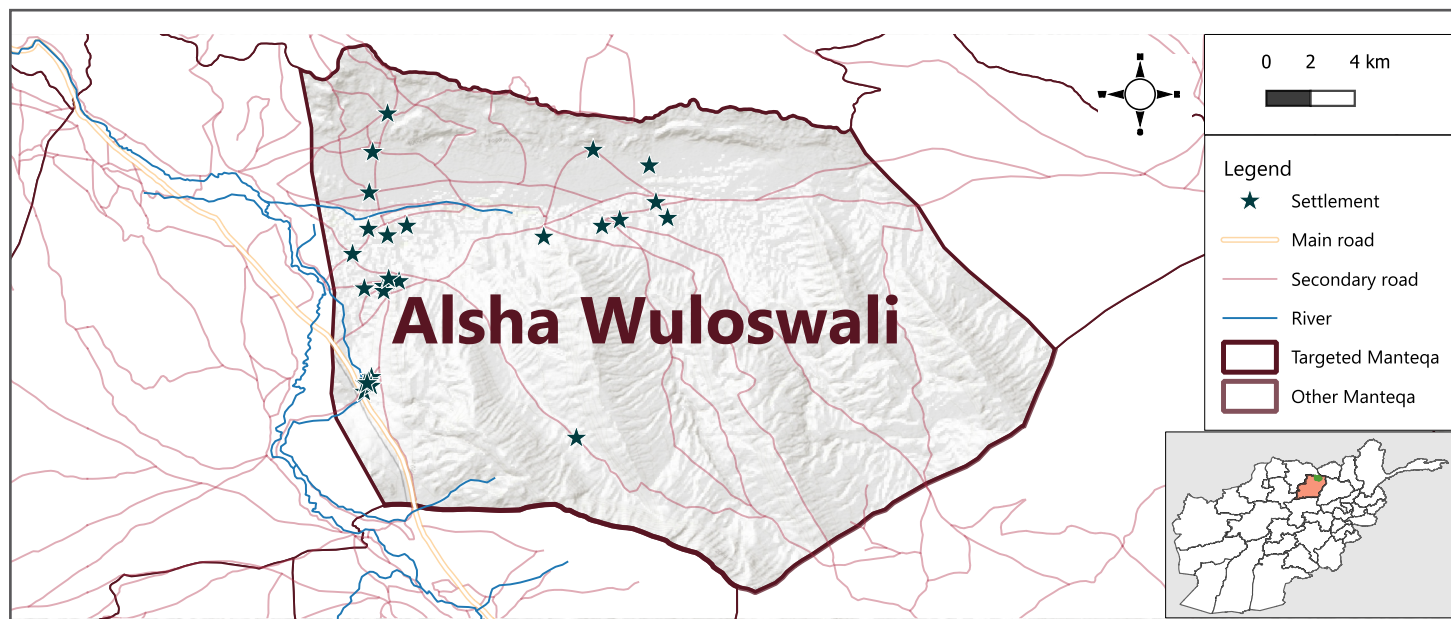 0 2 4 km
Legend
Settlement
Main road
Secondary road
River
Targeted Manteqa
Other Manteqa
Alsha Wuloswali